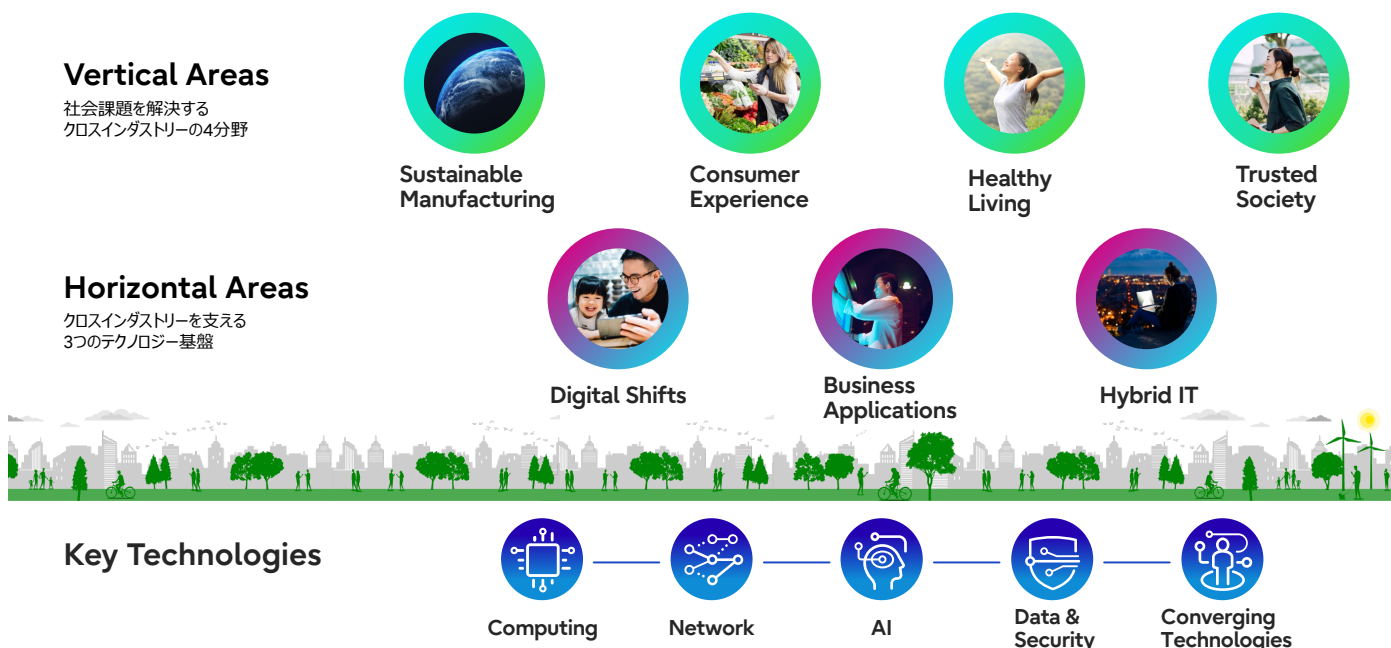 Vertical Areas
社会課題を解決する
クロスインダストリーの4分野
Sustainable
Manufacturing
Consumer
Experience
Healthy
Living
Trusted
Society
Horizontal Areas
クロスインダストリーを支える
3つのテクノロジー基盤
Digital Shifts
Business
Applications
Hybrid IT
Key Technologies
Computing
Network
AI
Data &
Security
Converging
Technologies